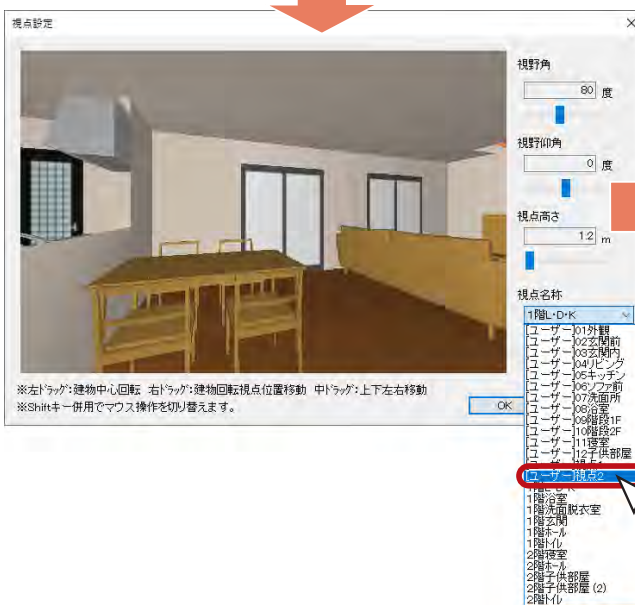 視点設定
視野角
80 度
視野仰角
0 度
視点高さ
1.2 m
視点名称
1階L・D・K
[ユーザー]01外観
[ユーザー]02玄関前
[ユーザー]03玄関内
[ユーザー]04リビング
[ユーザー]05キッチン
[ユーザー]06ソファ前
[ユーザー]07洗面所
[ユーザー]08浴室
[ユーザー]09階段1F
[ユーザー]10階段2F
[ユーザー]11寝室
[ユーザー]12子供部屋
[ユーザー]視点2
1階L・D・K
1階浴室
1階洗面脱衣室
1階玄関
1階ホール
1階トイレ
2階寝室
2階ホール
2階子供部屋
2階子供部屋(2)
2階トイレ
※左ドラッグ:建物中心回転 右ドラッグ:建物回転視点位置移動 中ドラッグ:上下左右移動
※Shiftキー併用でマウス操作を切り替えます。
OK